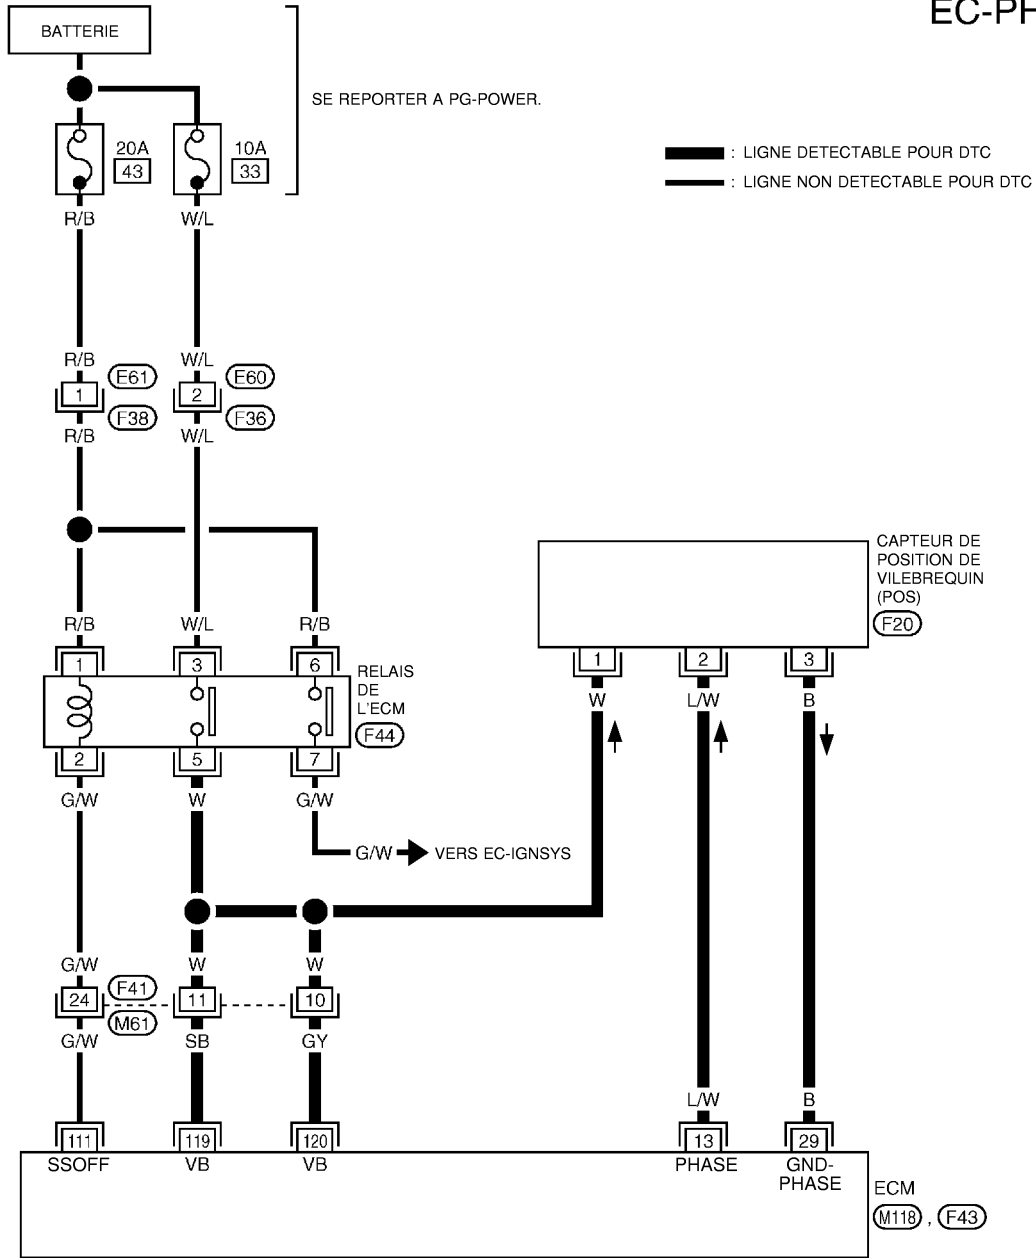 EC-PH
BATTERIE
SE REPORTER A PG-POWER.
20A
43
10A
33
: LIGNE DETECTABLE POUR DTC
: LIGNE NON DETECTABLE POUR DTC
R/B
W/L
R/B
W/L
1
E61
2
E60
F38
F36
R/B
W/L
CAPTEUR DE
POSITION DE
VILEBREQUIN
(POS)
F20
R/B
W/L
R/B
1
3
6
1
2
3
RELAIS
DE
L'ECM
F44
W
L/W
B
2
5
7
G/W
W
G/W
G/W
VERS EC-IGNSYS
G/W
W
W
24
F41
11
10
M61
G/W
SB
GY
L/W
B
111
119
120
13
29
SSOFF
VB
VB
PHASE
GND-
PHASE
ECM
M118 , F43